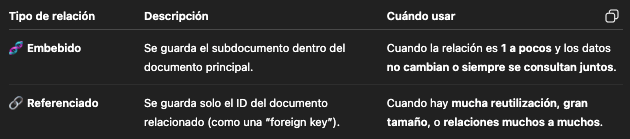 Tipo de relación Descripción Cuándo usar
🧬 Embebido Se guarda el subdocumento dentro del Cuando la relación es 1 a pocos y los datos
documento principal. no cambian o siempre se consultan juntos.
🔗 Referenciado Se guarda solo el ID del documento Cuando hay mucha reutilización, gran
relacionado (como una “foreign key”). tamaño, o relaciones muchos a muchos.